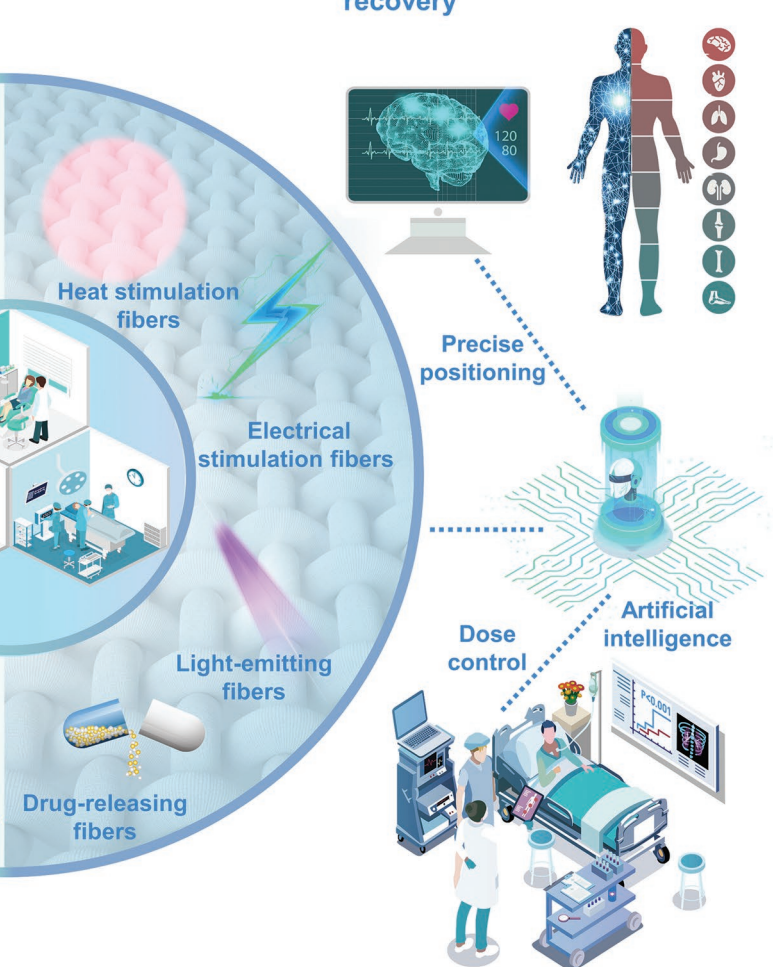 recovery
120
80
Heat stimulation
fibers
Precise
positioning
Electrical
stimulation fibers
Artificial
intelligence
Dose
control
Light-emitting
fibers
P<0.001
Drug-releasing
fibers